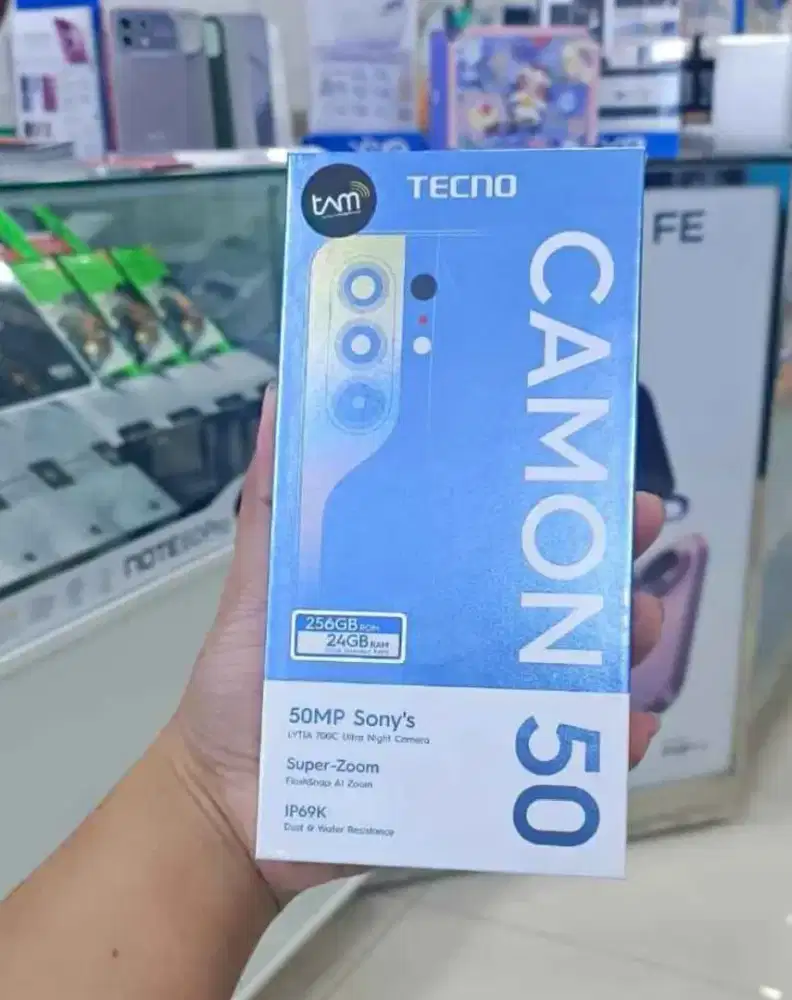 tam
TECNO
CAMON 50
256GB ROM
24GB RAM
50MP Sony's
LYTIA 700C Ultra Night Camera
Super-Zoom
FlashSnap AI Zoom
IP69K
Dust & Water Resistance
FE